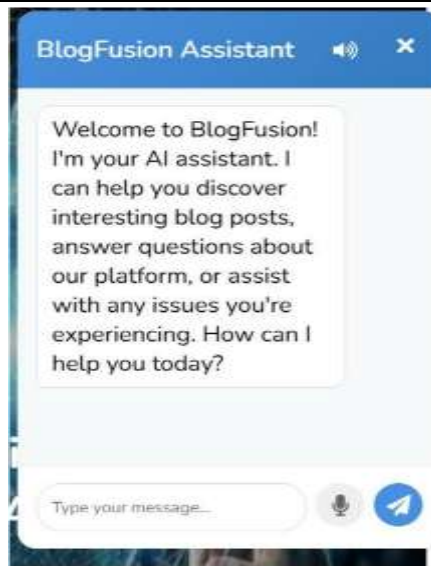 BlogFusion Assistant
Welcome to BlogFusion!
I'm your AI assistant. I
can help you discover
interesting blog posts,
answer questions about
our platform, or assist
with any issues you're
experiencing. How can I
help you today?
Type your message...